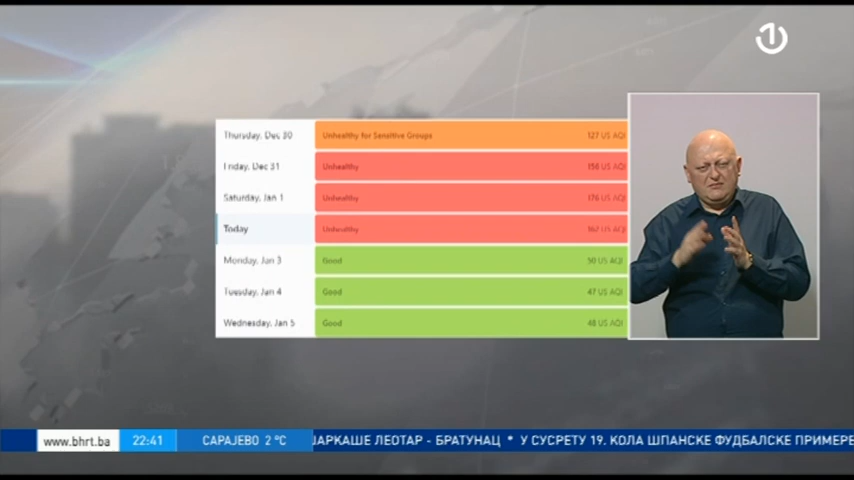 1
Thursday, Dec 30 Unhealthy for Sensitive Groups 127 US AQI
Friday, Dec 31 Unhealthy 156 US AQI
Saturday, Jan 1 Unhealthy 176 US AQI
Today Unhealthy 162 US AQI
Monday, Jan 3 Good 50 US AQI
Tuesday, Jan 4 Good 47 US AQI
Wednesday, Jan 5 Good 48 US AQI
www.bhrt.ba 22:41 САРАЈЕВО 2 °C ЈАРКАШЕ ЛЕОТАР - БРАТУНАЦ * У СУСРЕТУ 19. КОЛА ШПАНСКЕ ФУДБАЛСКЕ ПРИМЕРЕ